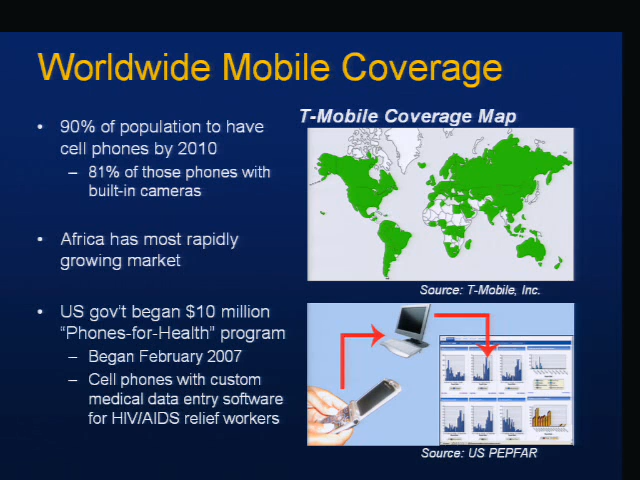 Worldwide Mobile Coverage
• 90% of population to have
cell phones by 2010
– 81% of those phones with
built-in cameras
• Africa has most rapidly
growing market
• US gov't began $10 million
“Phones-for-Health” program
– Began February 2007
– Cell phones with custom
medical data entry software
for HIV/AIDS relief workers
T-Mobile Coverage Map
Source: T-Mobile, Inc.
Source: US PEPFAR